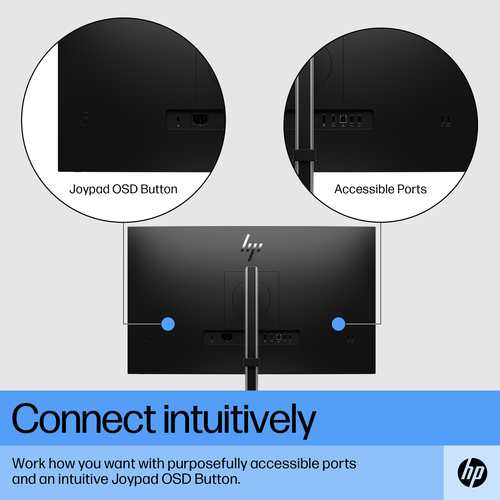 Joypad OSD Button
Accessible Ports
hp
Connect intuitively
Work how you want with purposefully accessible ports
and an intuitive Joypad OSD Button.
hp